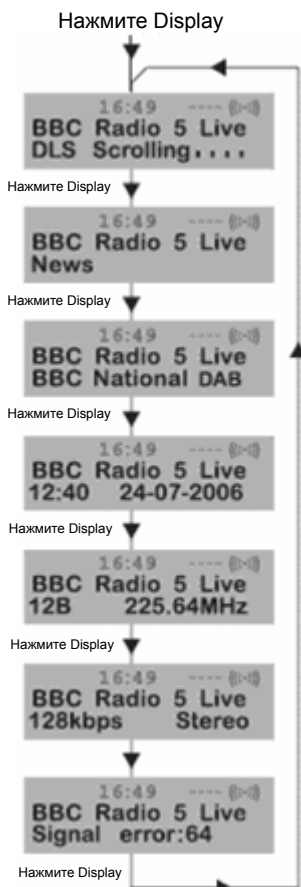 Нажмите Display
16:49 ----
BBC Radio 5 Live
DLS Scrolling....
Нажмите Display
16:49 ----
BBC Radio 5 Live
News
Нажмите Display
16:49 ----
BBC Radio 5 Live
BBC National DAB
Нажмите Display
16:49 ----
BBC Radio 5 Live
12:40 24-07-2006
Нажмите Display
16:49 ----
BBC Radio 5 Live
12B 225.64MHz
Нажмите Display
16:49 ----
BBC Radio 5 Live
128kbps Stereo
16:49 ----
BBC Radio 5 Live
Signal error:64
Нажмите Display